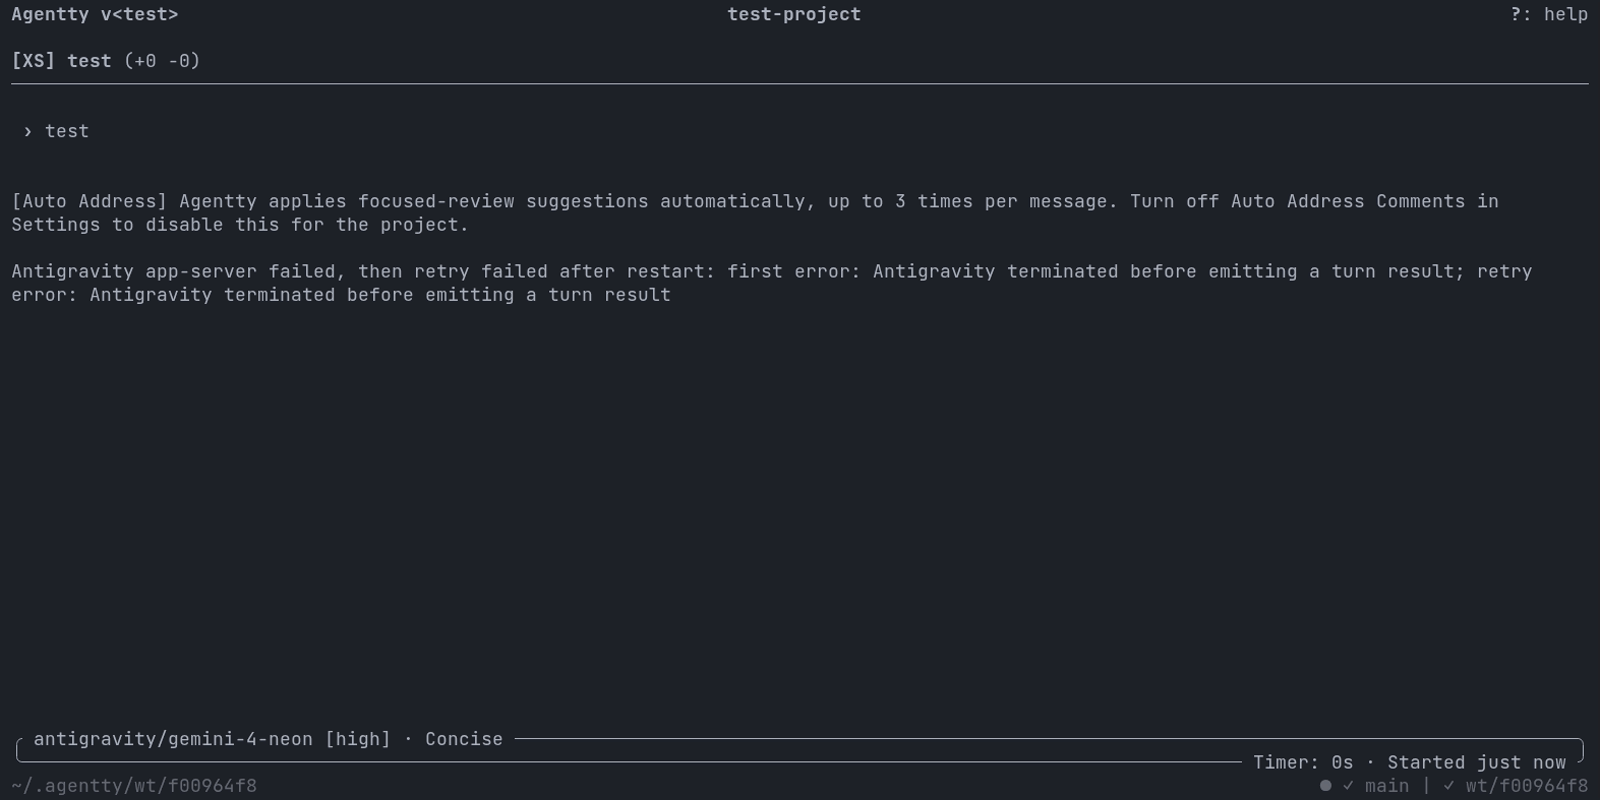 Agentty v<test> test-project ?: help
[XS] test (+0 -0)
› test
[Auto Address] Agentty applies focused-review suggestions automatically, up to 3 times per message. Turn off Auto Address Comments in
Settings to disable this for the project.
Antigravity app-server failed, then retry failed after restart: first error: Antigravity terminated before emitting a turn result; retry
error: Antigravity terminated before emitting a turn result
antigravity/gemini-4-neon [high] · Concise
Timer: 0s · Started just now
~/.agentty/wt/f00964f8 ● ✓ main | ✓ wt/f00964f8